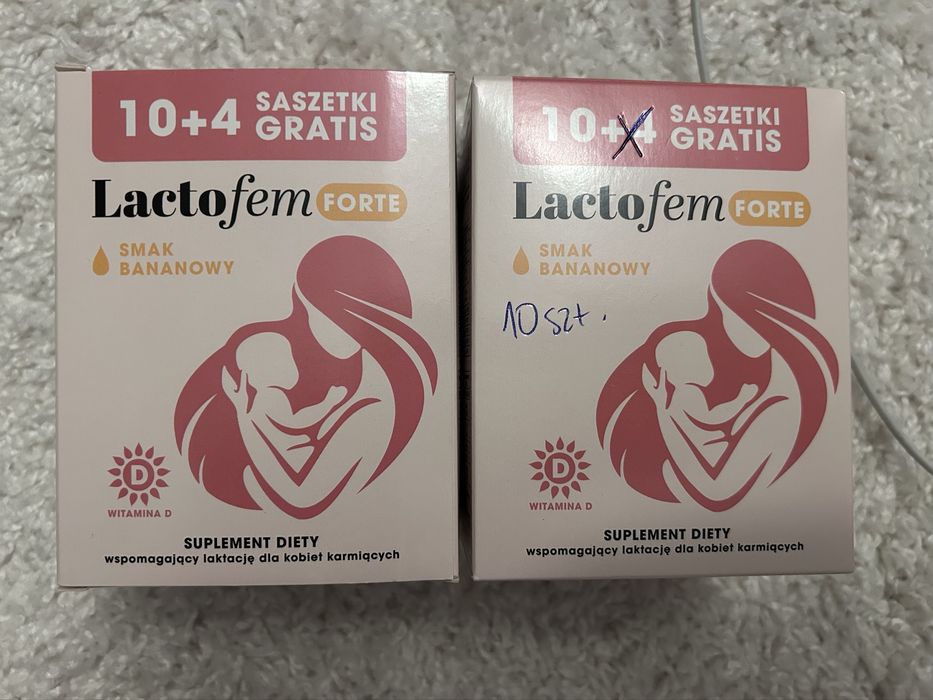 10+4 SASZETKI
GRATIS
Lactofem FORTE
SMAK
BANANOWY
D
WITAMINA D
SUPLEMENT DIETY
wspomagający laktację dla kobiet karmiących
10+4 SASZETKI
GRATIS
Lactofem FORTE
SMAK
BANANOWY
10 szt.
D
WITAMINA D
SUPLEMENT DIETY
wspomagający laktację dla kobiet karmiących